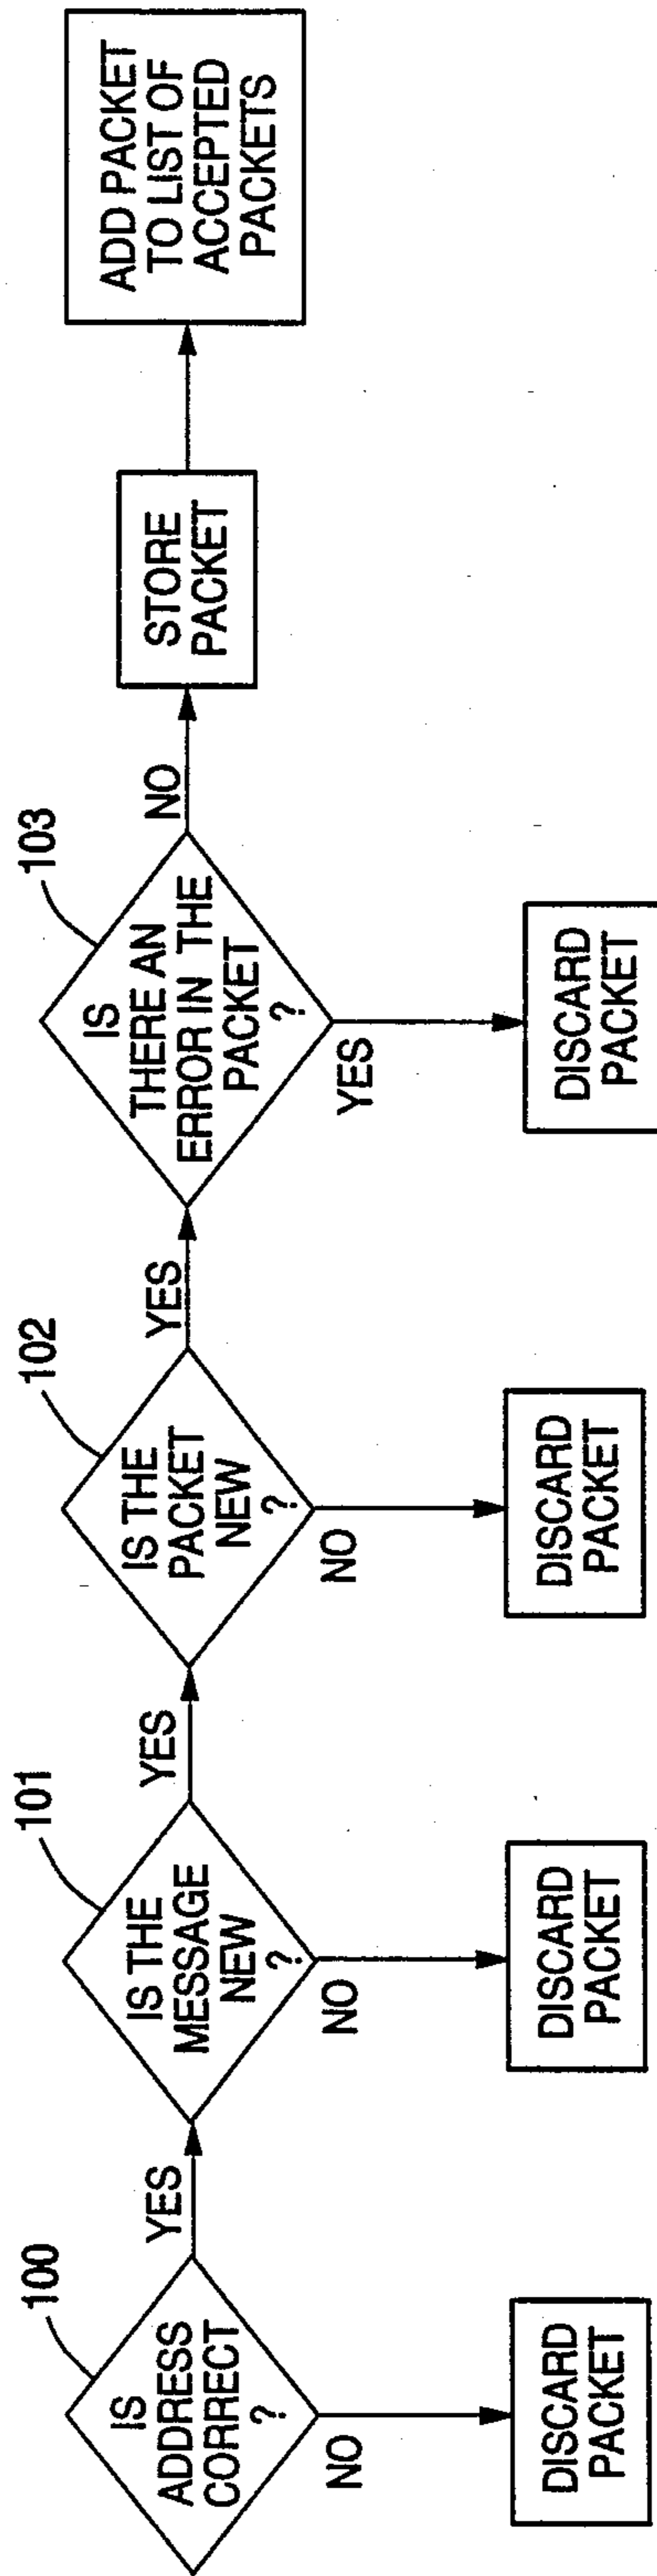 100
IS
ADDRESS
CORRECT
?
YES
NO
DISCARD
PACKET
101
IS THE
MESSAGE
NEW
?
YES
NO
DISCARD
PACKET
102
IS THE
PACKET
NEW
?
YES
NO
DISCARD
PACKET
103
IS
THERE AN
ERROR IN THE
PACKET
?
NO
YES
DISCARD
PACKET
STORE
PACKET
ADD PACKET
TO LIST OF
ACCEPTED
PACKETS